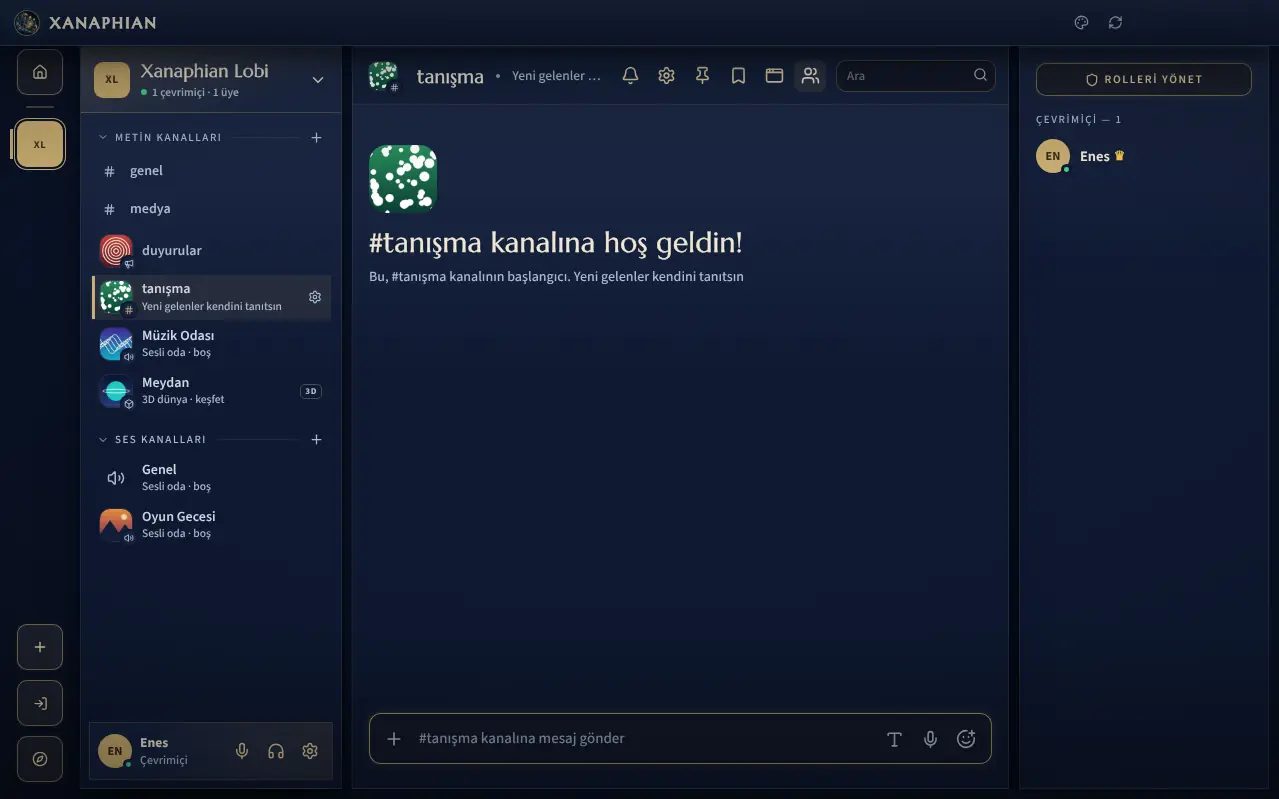 XANAPHIAN
XL
XL
Xanaphian Lobi
1 çevrimiçi · 1 üye
METİN KANALLARI
# genel
# medya
duyurular
tanışma
Yeni gelenler kendini tanıtsın
Müzik Odası
Sesli oda · boş
Meydan
3D dünya · keşfet
3D
SES KANALLARI
Genel
Sesli oda · boş
Oyun Gecesi
Sesli oda · boş
EN
Enes
Çevrimiçi
tanışma • Yeni gelenler ...
Ara
#tanışma kanalına hoş geldin!
Bu, #tanışma kanalının başlangıcı. Yeni gelenler kendini tanıtsın
#tanışma kanalına mesaj gönder
ROLLERİ YÖNET
ÇEVRİMİÇİ — 1
EN
Enes